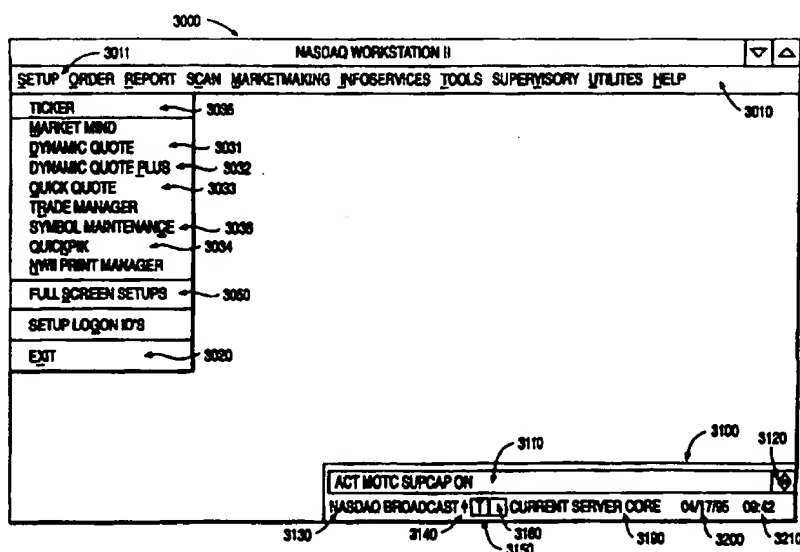 3000
3011
NASDAQ WORKSTATION II
SETUP ORDER REPORT SCAN MARKETMAKING INFOSERVICES TOOLS SUPERVISORY UTILITES HELP
3010
TICKER 3035
MARKET MIND
DYNAMIC QUOTE 3031
DYNAMIC QUOTE PLUS 3032
QUICK QUOTE 3033
TRADE MANAGER
SYMBOL MAINTENANCE 3036
QUICKPIK 3034
NWII PRINT MANAGER
FULL SCREEN SETUPS 3050
SETUP LOGON ID'S
EXIT 3020
3110
3100
3120
ACT MOTC SUPCAP ON
NASDAQ BROADCAST T CURRENT SERVER CORE 04/17/95 09:42
3130 3140 3150 3160 3190 3200 3210